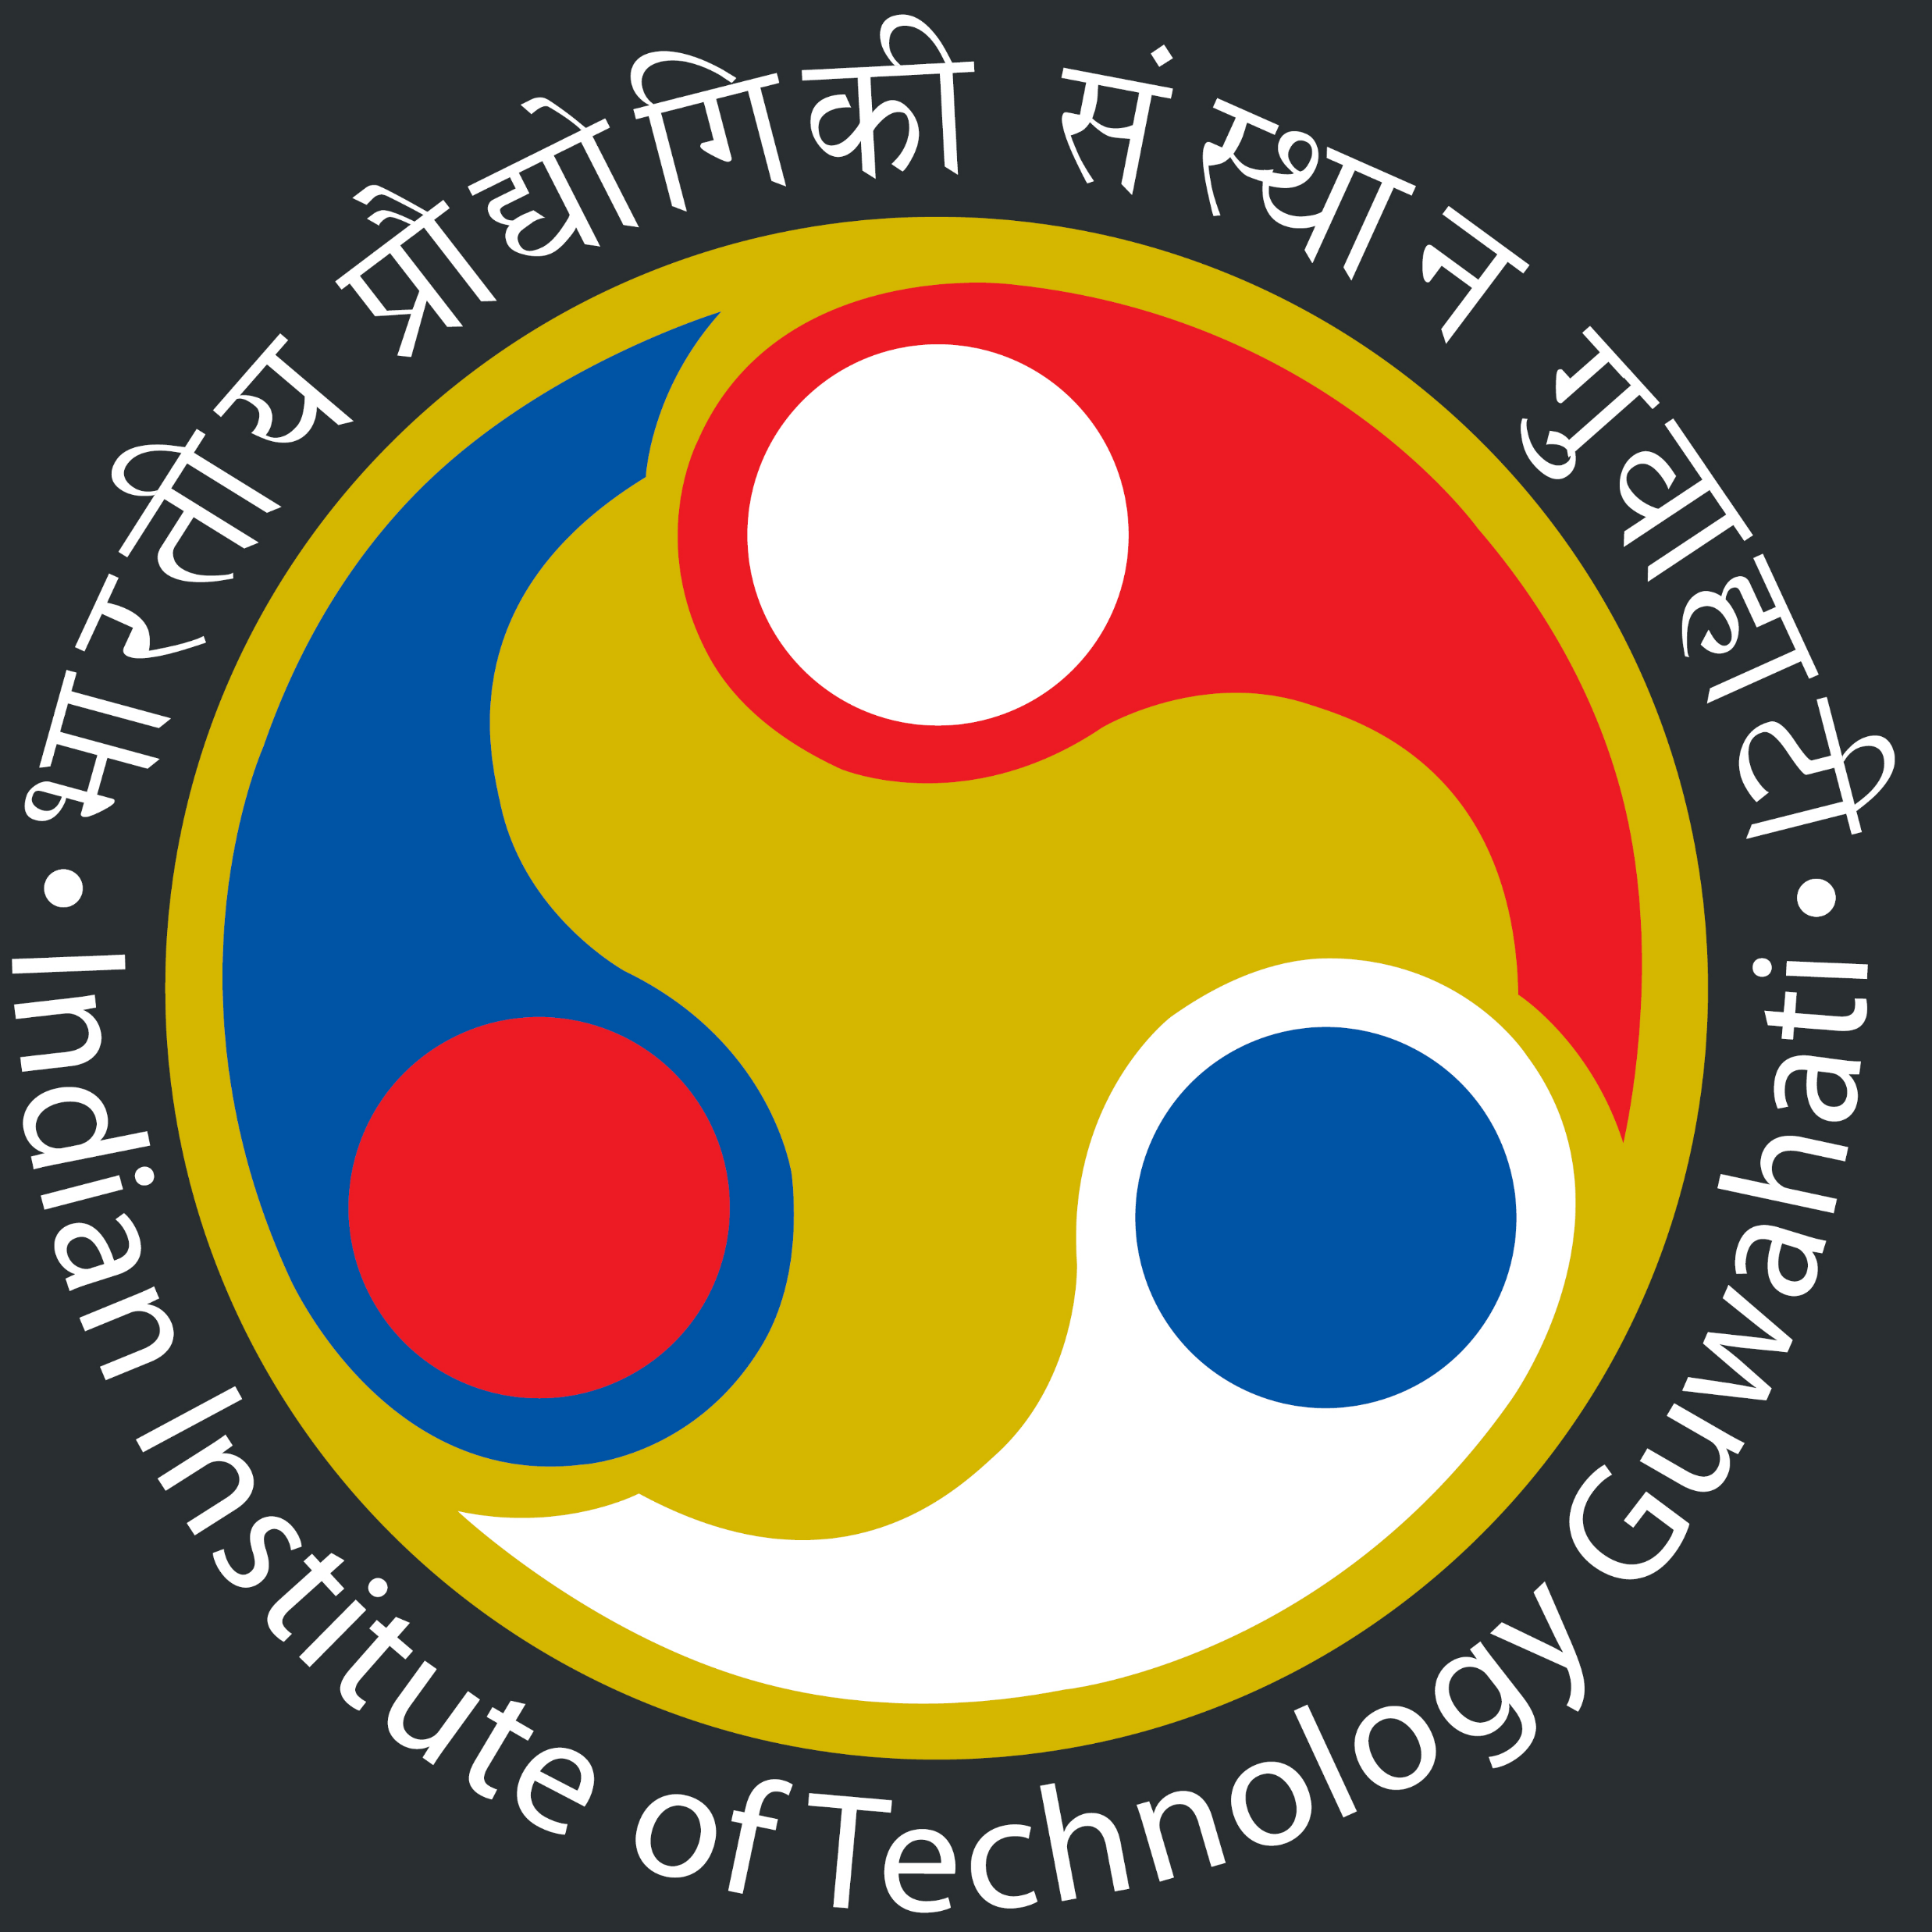 भारतीय प्रौद्योगिकी संस्थान गुवाहाटी
Indian Institute of Technology Guwahati